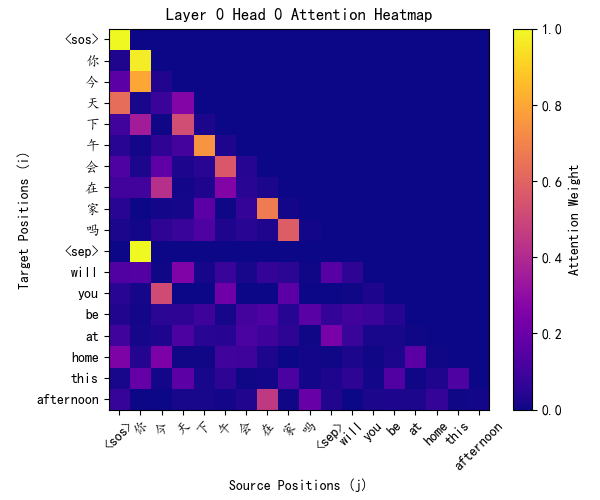 Layer 0 Head 0 Attention Heatmap
<sos>
你
今
天
下
午
会
在
家
吗
<sep>
will
you
be
at
home
this
afternoon
Target Positions (i)
<sos> 你 今 天 下 午 会 在 家 吗 <sep> will you be at home this afternoon
Source Positions (j)
1.0
0.8
0.6
0.4
0.2
0.0
Attention Weight